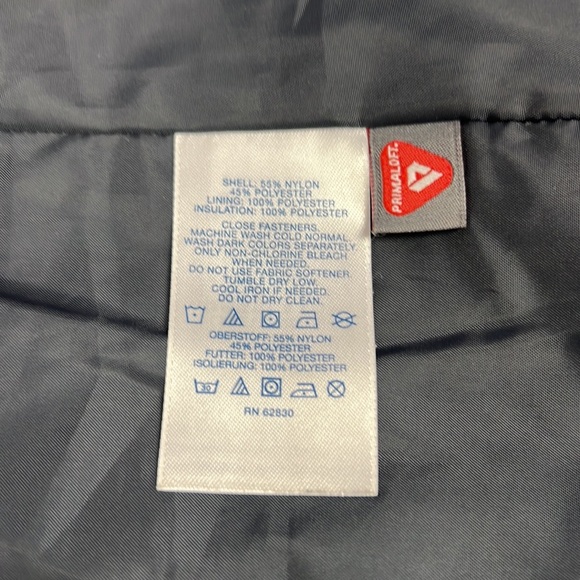 SHELL: 55% NYLON
45% POLYESTER
LINING: 100% POLYESTER
INSULATION: 100% POLYESTER
CLOSE FASTENERS.
MACHINE WASH COLD NORMAL.
WASH DARK COLORS SEPARATELY.
ONLY NON-CHLORINE BLEACH
WHEN NEEDED.
DO NOT USE FABRIC SOFTENER.
TUMBLE DRY LOW.
COOL IRON IF NEEDED.
DO NOT DRY CLEAN.
OBERSTOFF: 55% NYLON
45% POLYESTER
FUTTER: 100% POLYESTER
ISOLIERUNG: 100% POLYESTER
30
RN 62830
PRIMALOFT.